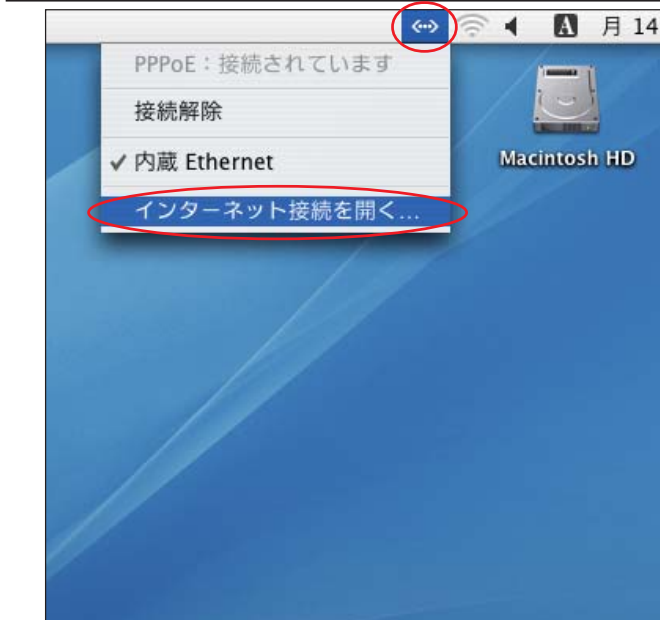 A 月 14
PPPoE：接続されています
接続解除
✓ 内蔵 Ethernet
インターネット接続を開く...
Macintosh HD